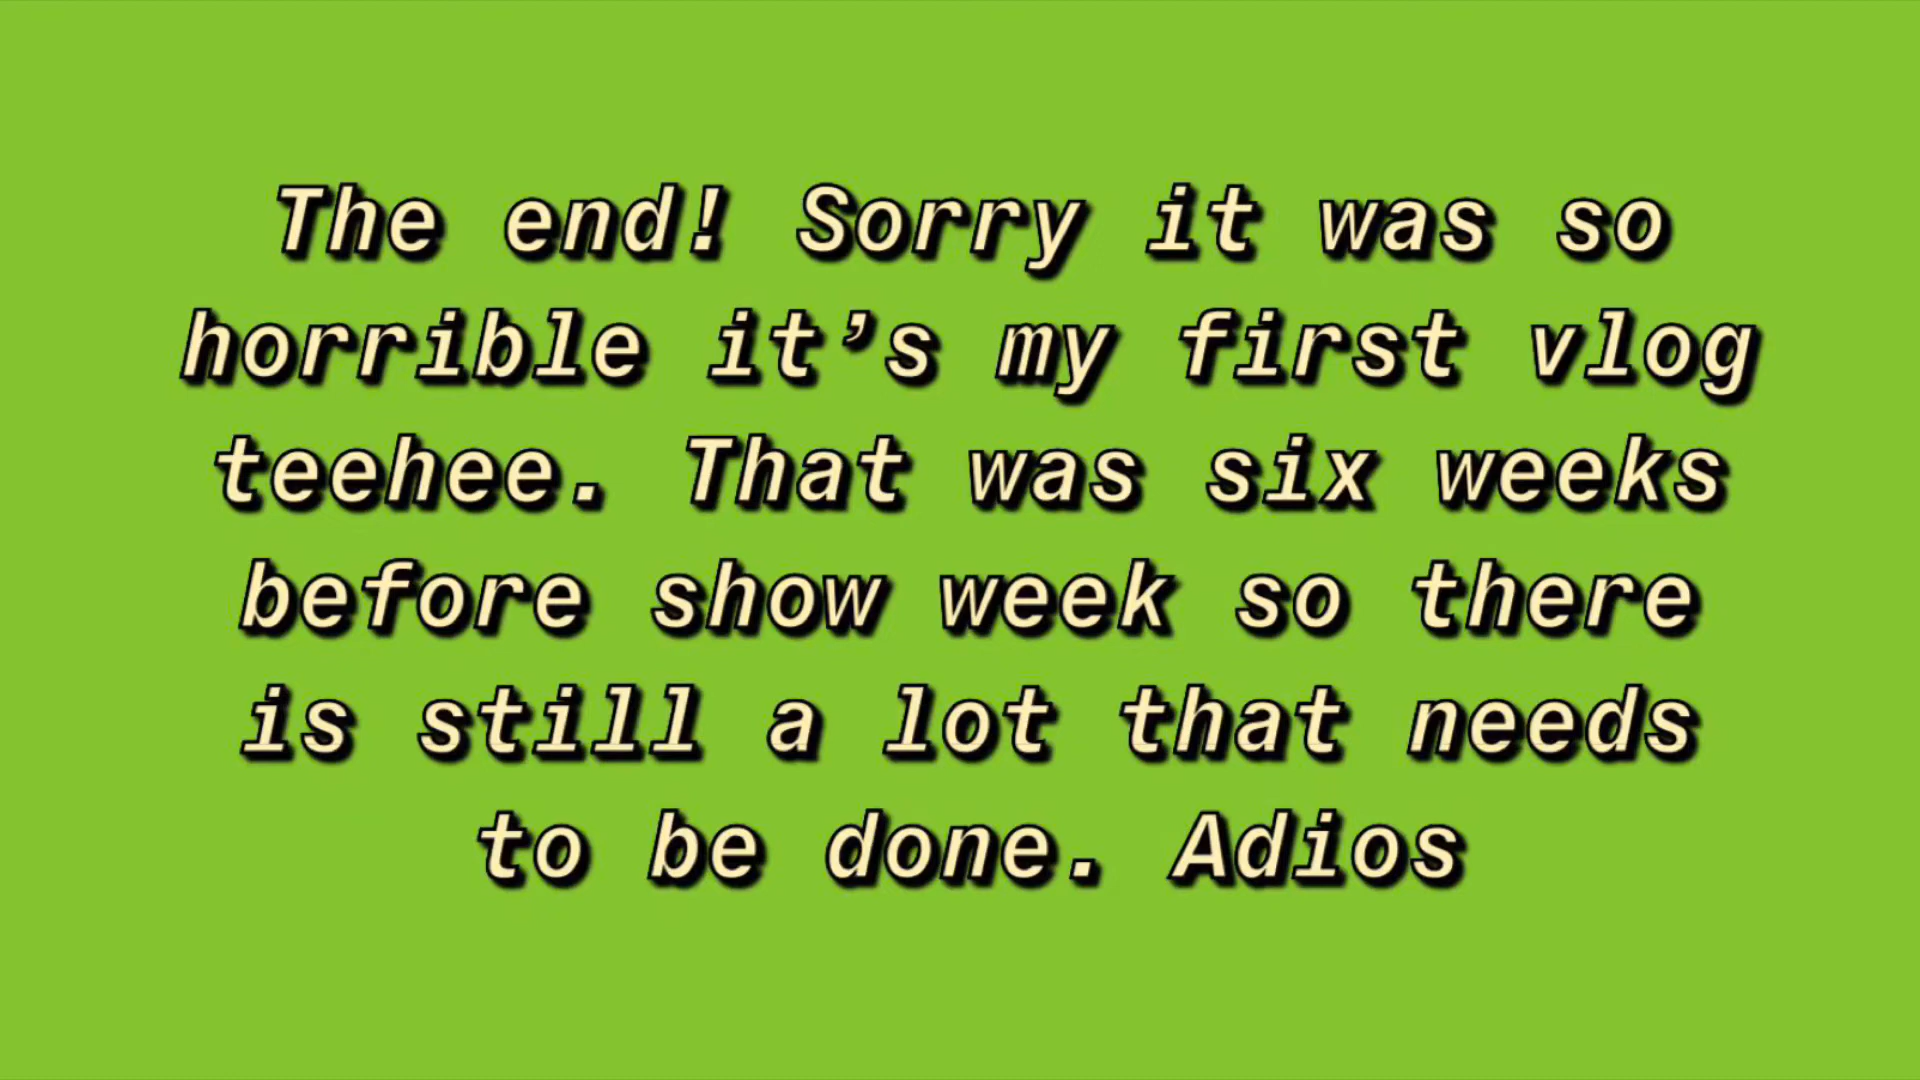 The end! Sorry it was so
horrible it’s my first vlog
teehee. That was six weeks
before show week so there
is still a lot that needs
to be done. Adios